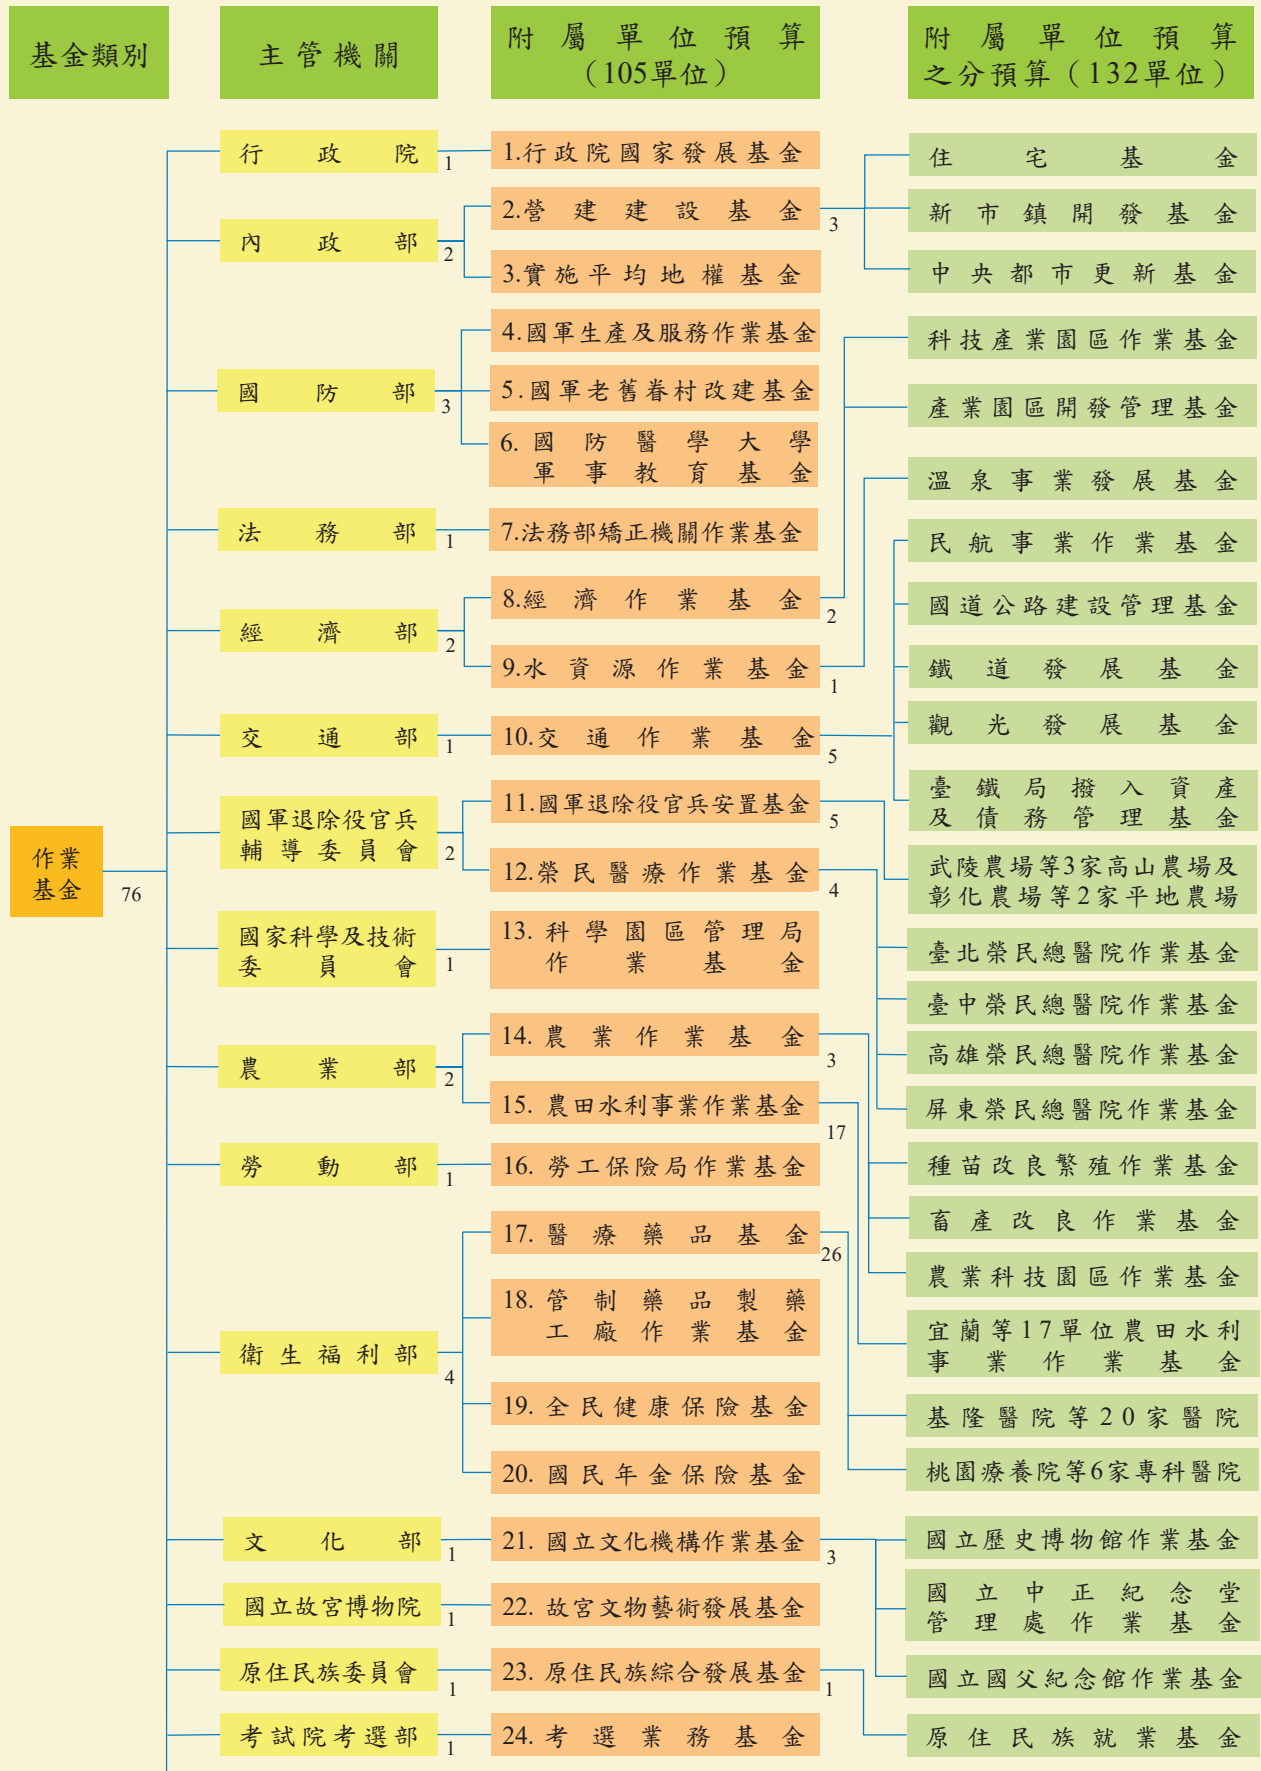 基金類別
主管機關
附屬單位預算
（105單位）
附屬單位預算
之分預算（132單位）
作業
基金
76
行政院
1
1.行政院國家發展基金
內政部
2
2.營建建設基金
3
住宅基金
新市鎮開發基金
中央都市更新基金
3.實施平均地權基金
國防部
3
4.國軍生產及服務作業基金
5.國軍老舊眷村改建基金
6.國防醫學大學
軍事教育基金
法務部
1
7.法務部矯正機關作業基金
經濟部
2
8.經濟作業基金
2
科技產業園區作業基金
產業園區開發管理基金
9.水資源作業基金
1
溫泉事業發展基金
交通部
1
10.交通作業基金
5
民航事業作業基金
國道公路建設管理基金
鐵道發展基金
觀光發展基金
臺鐵局撥入資產
及債務管理基金
國軍退除役官兵
輔導委員會
2
11.國軍退除役官兵安置基金
5
武陵農場等3家高山農場及
彰化農場等2家平地農場
12.榮民醫療作業基金
4
臺北榮民總醫院作業基金
臺中榮民總醫院作業基金
高雄榮民總醫院作業基金
屏東榮民總醫院作業基金
國家科學及技術
委員會
1
13.科學園區管理局
作業基金
農業部
2
14.農業作業基金
3
種苗改良繁殖作業基金
畜產改良作業基金
農業科技園區作業基金
15.農田水利事業作業基金
17
宜蘭等17單位農田水利
事業作業基金
勞動部
1
16.勞工保險局作業基金
衛生福利部
4
17.醫療藥品基金
26
基隆醫院等20家醫院
桃園療養院等6家專科醫院
18.管制藥品製藥
工廠作業基金
19.全民健康保險基金
20.國民年金保險基金
文化部
1
21.國立文化機構作業基金
3
國立歷史博物館作業基金
國立中正紀念堂
管理處作業基金
國立國父紀念館作業基金
國立故宮博物院
1
22.故宮文物藝術發展基金
原住民族委員會
1
23.原住民族綜合發展基金
1
原住民族就業基金
考試院考選部
1
24.考選業務基金